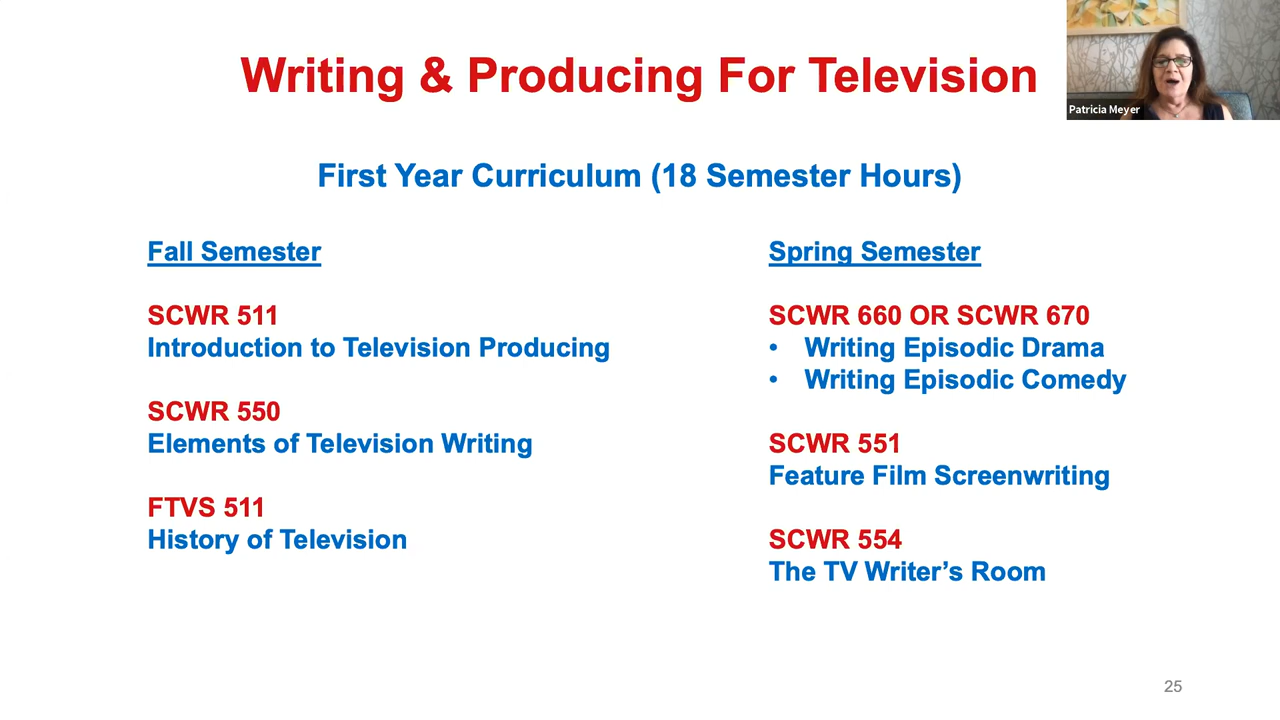 Writing & Producing For Television
Patricia Meyer
First Year Curriculum (18 Semester Hours)
Fall Semester
SCWR 511
Introduction to Television Producing
SCWR 550
Elements of Television Writing
FTVS 511
History of Television
Spring Semester
SCWR 660 OR SCWR 670
• Writing Episodic Drama
• Writing Episodic Comedy
SCWR 551
Feature Film Screenwriting
SCWR 554
The TV Writer’s Room
25